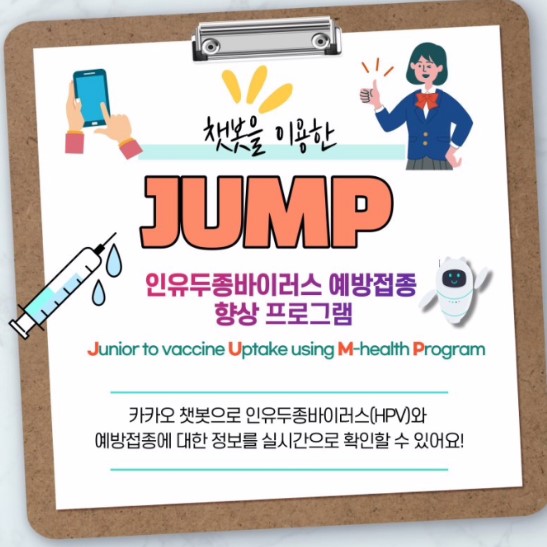 챗봇을 이용한
JUMP
인유두종바이러스 예방접종
향상 프로그램
Junior to vaccine Uptake using M-health Program
카카오 챗봇으로 인유두종바이러스(HPV)와
예방접종에 대한 정보를 실시간으로 확인할 수 있어요!